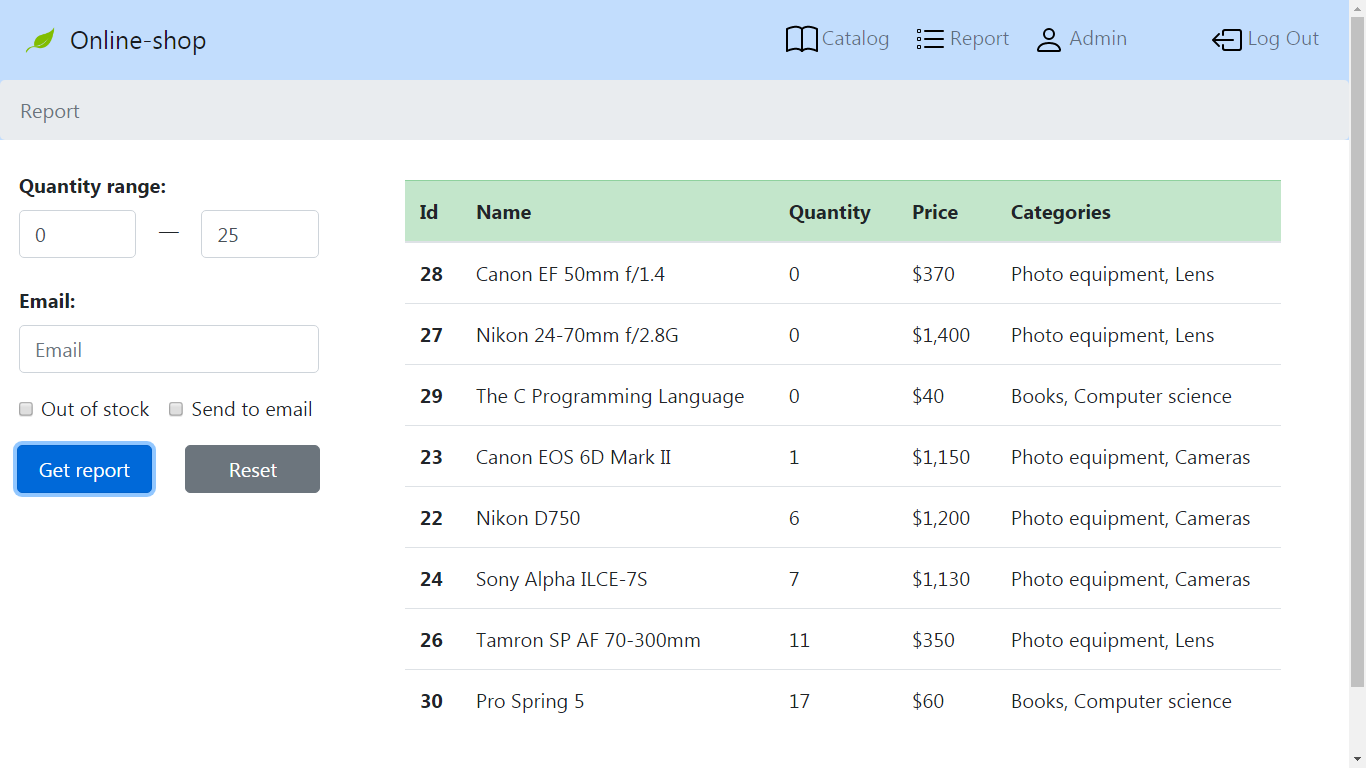 Online-shop
Catalog Report Admin Log Out
Report
Quantity range:
0 — 25
Email:
Email
Out of stock Send to email
Get report Reset
Id Name Quantity Price Categories
28 Canon EF 50mm f/1.4 0 $370 Photo equipment, Lens
27 Nikon 24-70mm f/2.8G 0 $1,400 Photo equipment, Lens
29 The C Programming Language 0 $40 Books, Computer science
23 Canon EOS 6D Mark II 1 $1,150 Photo equipment, Cameras
22 Nikon D750 6 $1,200 Photo equipment, Cameras
24 Sony Alpha ILCE-7S 7 $1,130 Photo equipment, Cameras
26 Tamron SP AF 70-300mm 11 $350 Photo equipment, Lens
30 Pro Spring 5 17 $60 Books, Computer science